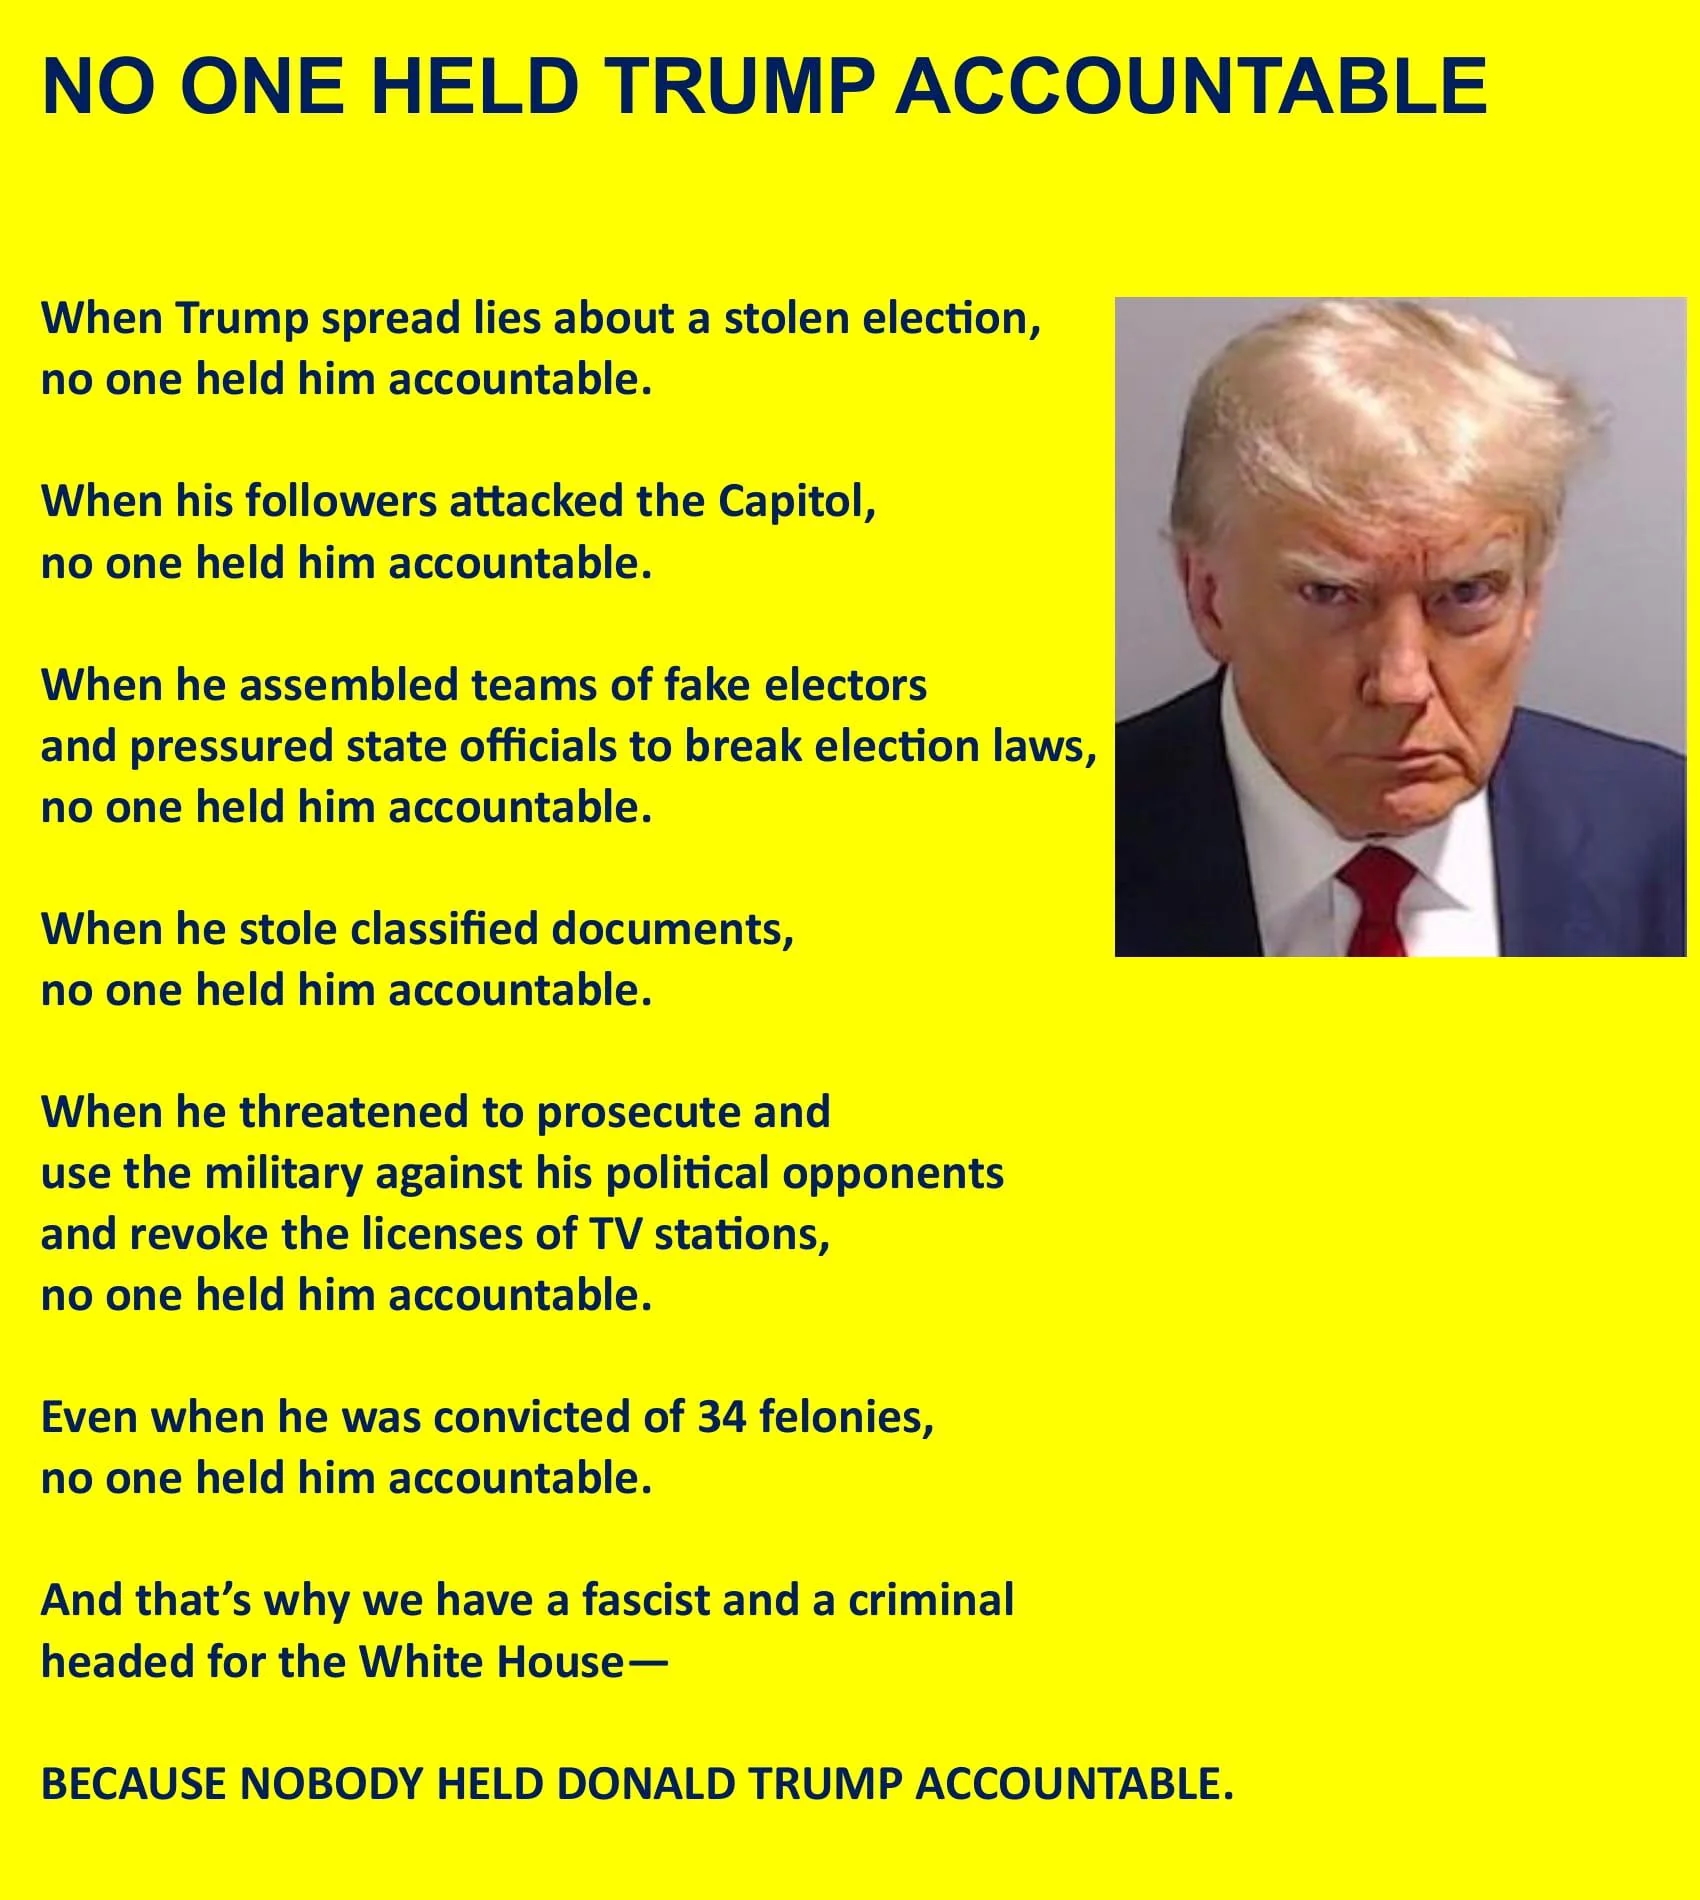 NO ONE HELD TRUMP ACCOUNTABLE
When Trump spread lies about a stolen election,
no one held him accountable.
When his followers attacked the Capitol,
no one held him accountable.
When he assembled teams of fake electors
and pressured state officials to break election laws,
no one held him accountable.
When he stole classified documents,
no one held him accountable.
When he threatened to prosecute and
use the military against his political opponents
and revoke the licenses of TV stations,
no one held him accountable.
Even when he was convicted of 34 felonies,
no one held him accountable.
And that’s why we have a fascist and a criminal
headed for the White House—
BECAUSE NOBODY HELD DONALD TRUMP ACCOUNTABLE.